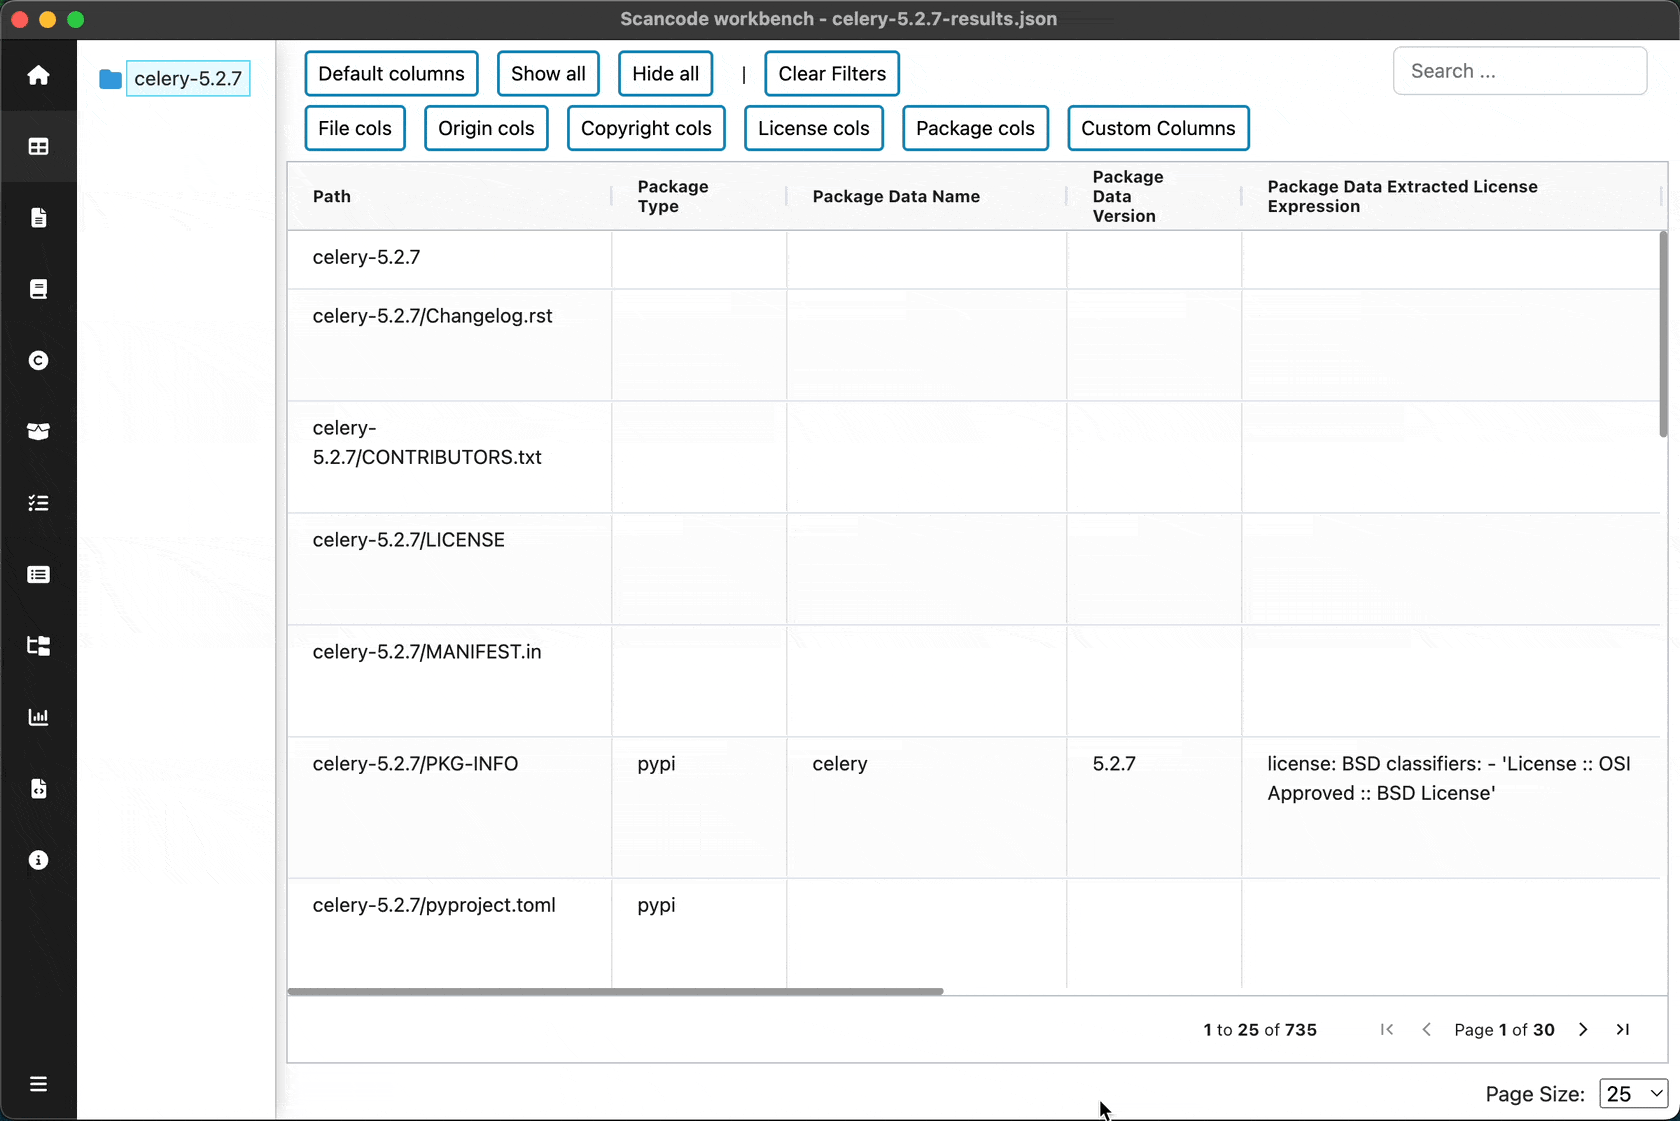 Scancode workbench - celery-5.2.7-results.json
celery-5.2.7
Default columns
Show all
Hide all
|
Clear Filters
Search ...
File cols
Origin cols
Copyright cols
License cols
Package cols
Custom Columns
Path
Package
Type
Package Data Name
Package
Data
Version
Package Data Extracted License
Expression
celery-5.2.7
celery-5.2.7/Changelog.rst
celery-
5.2.7/CONTRIBUTORS.txt
celery-5.2.7/LICENSE
celery-5.2.7/MANIFEST.in
celery-5.2.7/PKG-INFO
pypi
celery
5.2.7
license: BSD classifiers: - 'License :: OSI
Approved :: BSD License'
celery-5.2.7/pyproject.toml
pypi
1 to 25 of 735
Page 1 of 30
Page Size:
25